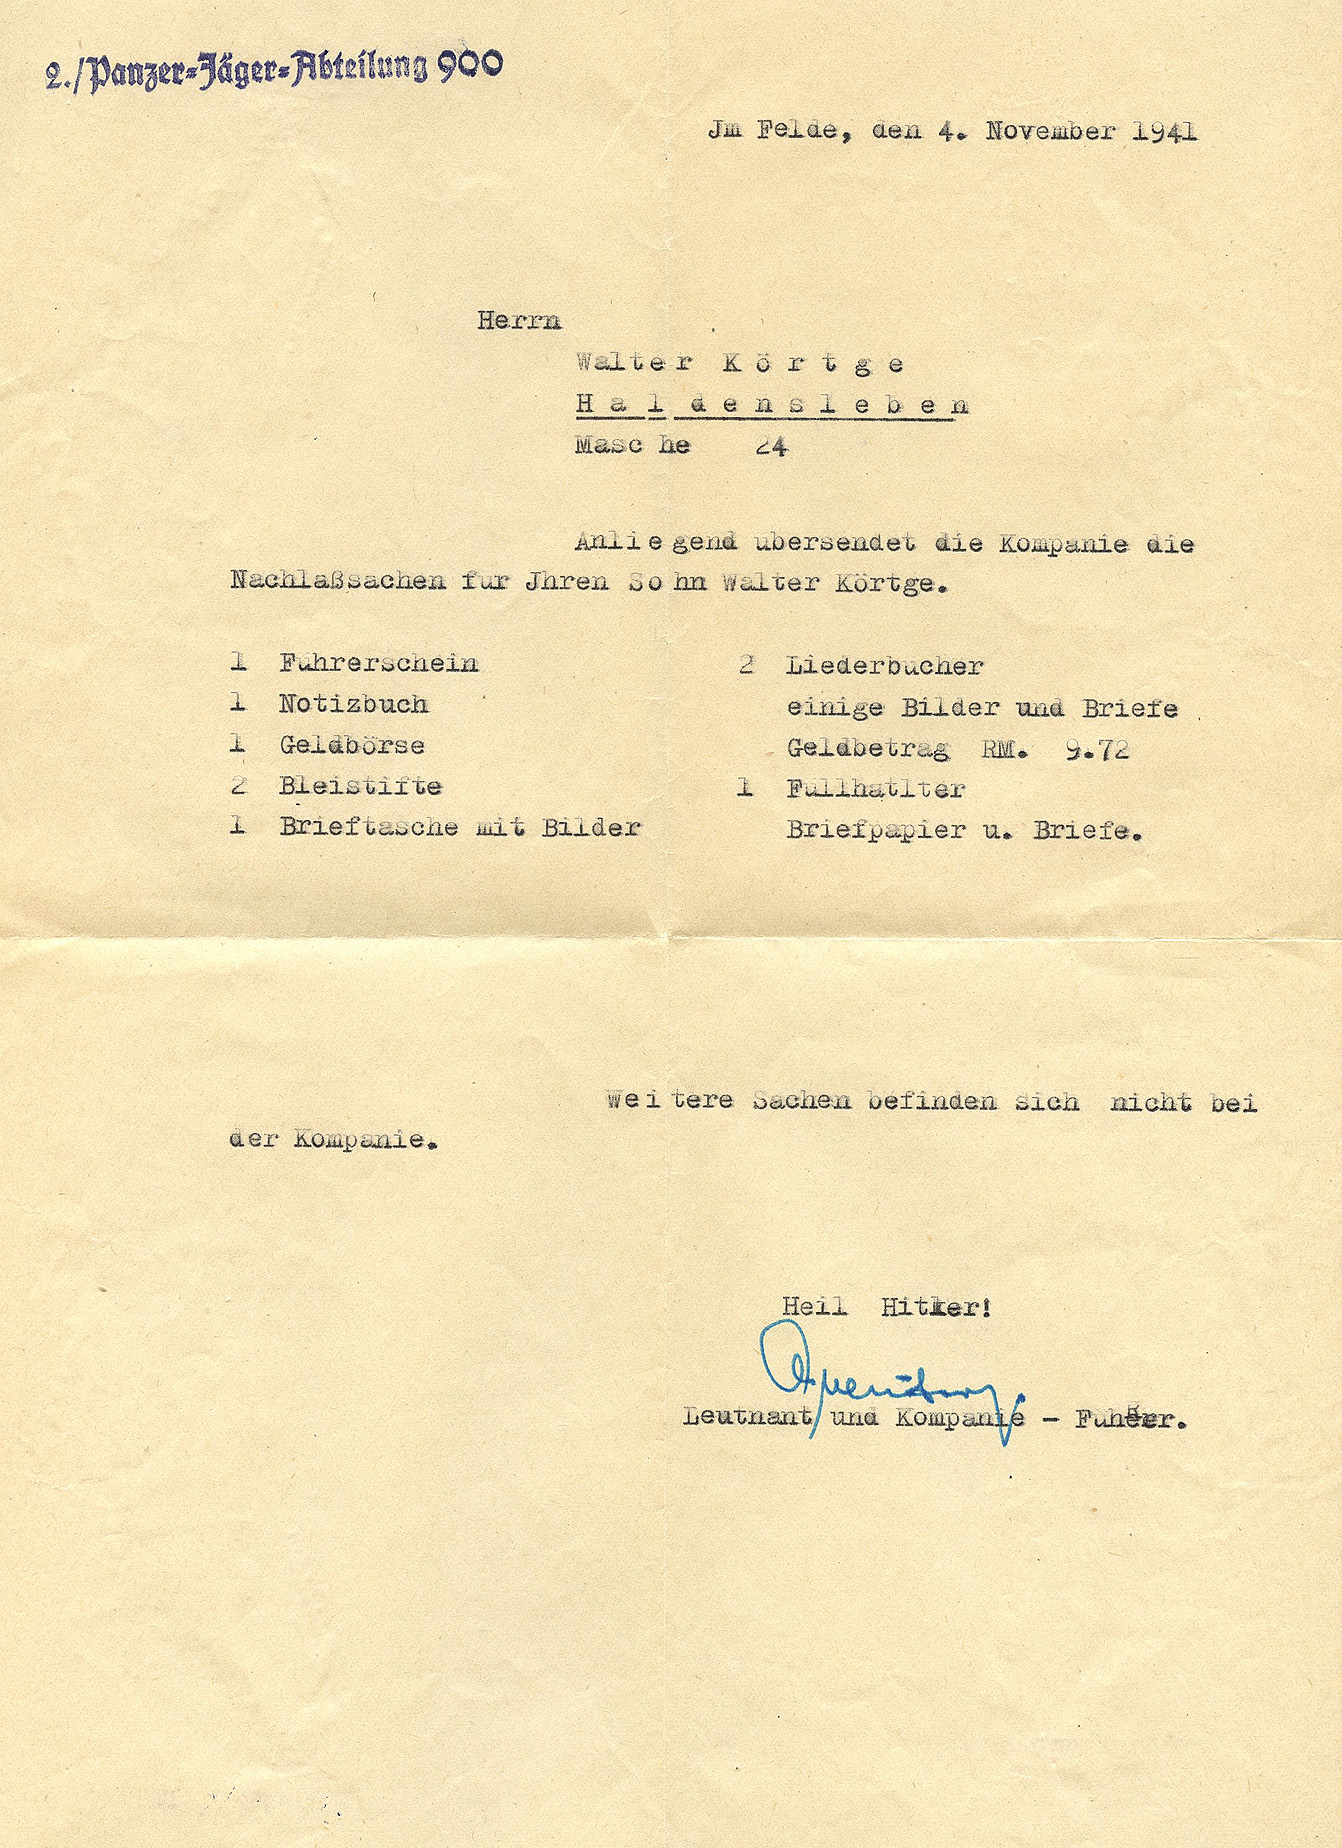 2./Panzer-Jäger-Abteilung 900
Jm Felde, den 4. November 1941
Herrn
Walter Körtge
Haldensleben
Masche 24
Anliegend ubersendet die Kompanie die
Nachlaßsachen fur Jhren Sohn Walter Körtge.
1 Fuhrerschein
1 Notizbuch
1 Geldbörse
2 Bleistifte
1 Brieftasche mit Bilder
2 Liederbucher
einige Bilder und Briefe
Geldbetrag RM. 9.72
1 Fullhatlter
Briefpapier u. Briefe.
Weitere Sachen befinden sich nicht bei
der Kompanie.
Heil Hitler!
Leutnant und Kompanie - Fuhrer.